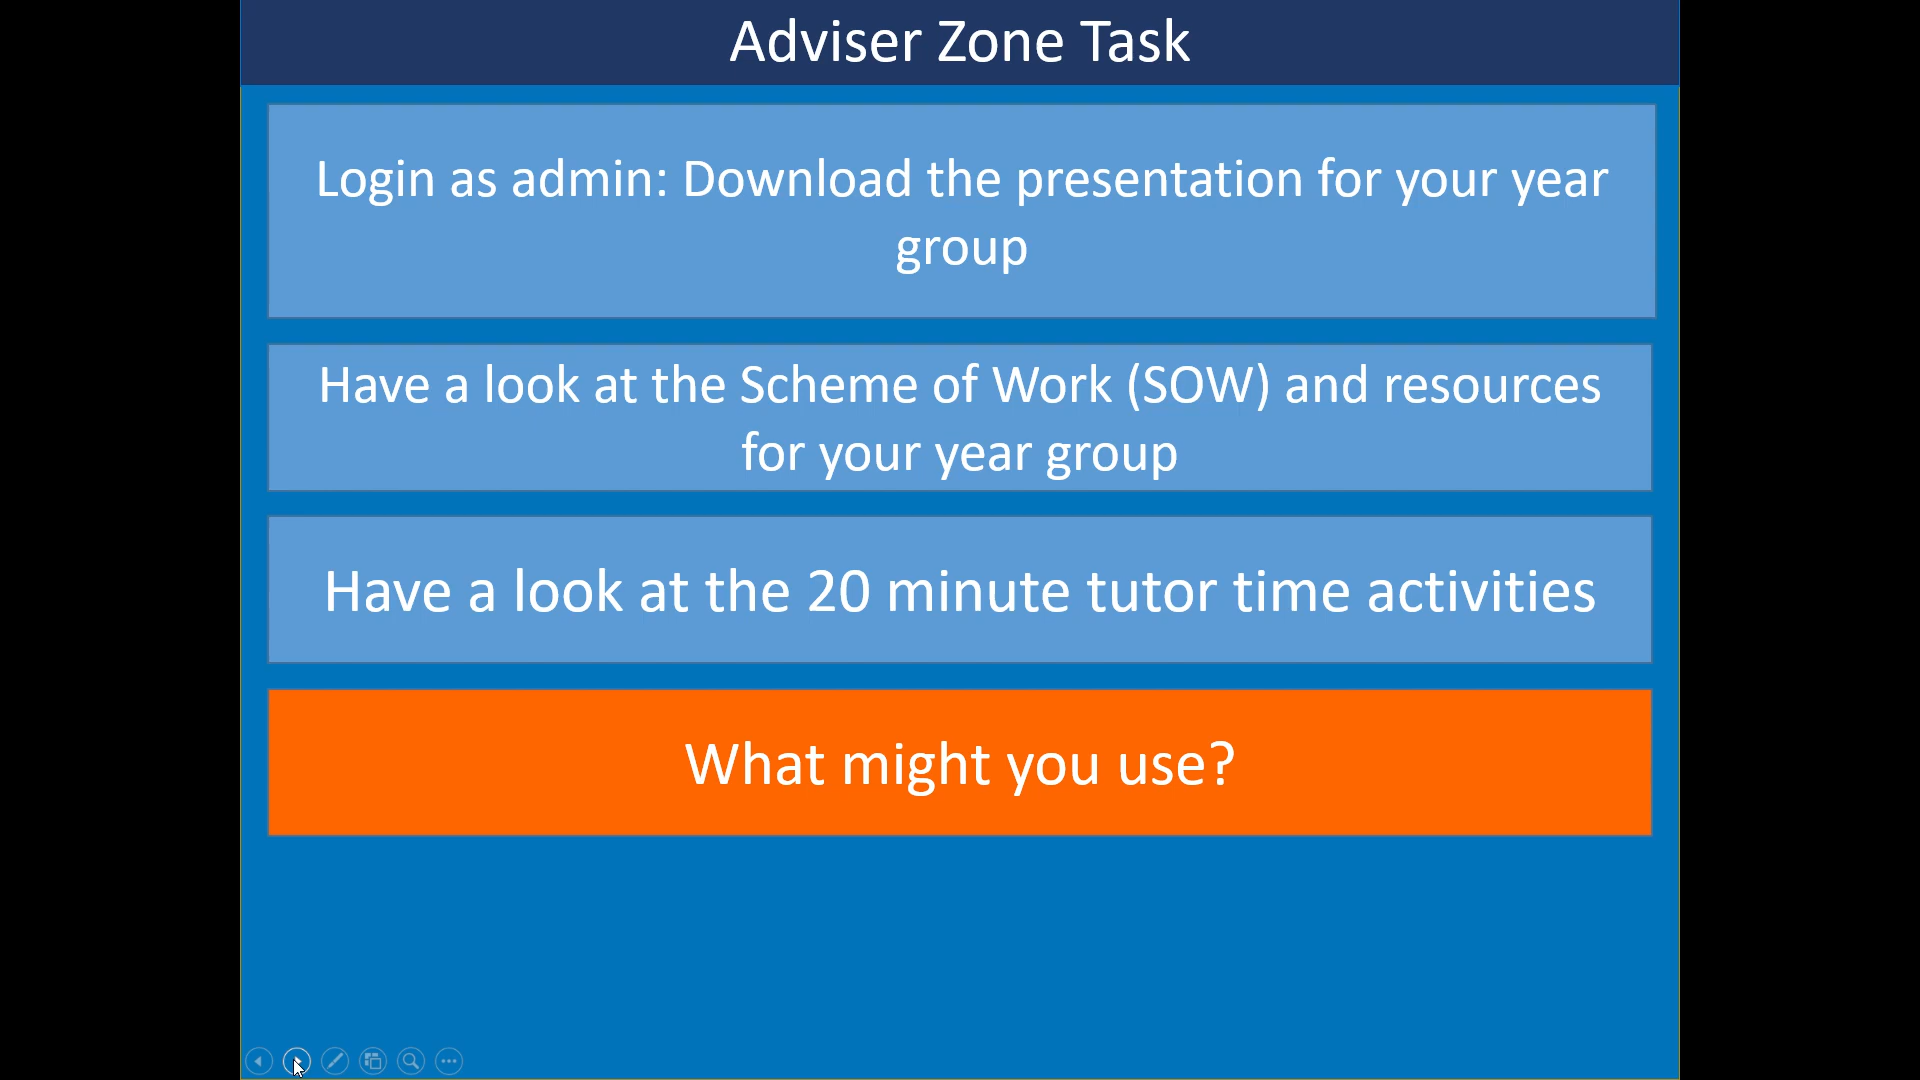 Adviser Zone Task
Login as admin: Download the presentation for your year
group
Have a look at the Scheme of Work (SOW) and resources
for your year group
Have a look at the 20 minute tutor time activities
What might you use?